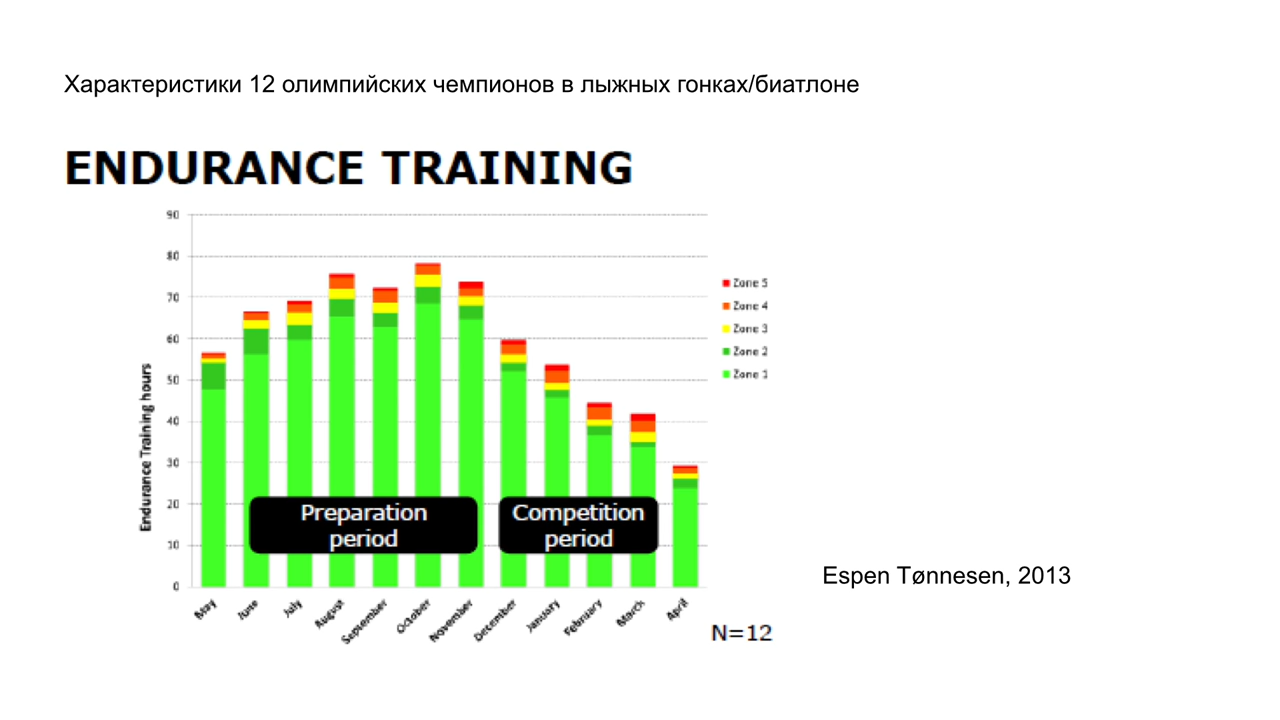 Характеристики 12 олимпийских чемпионов в лыжных гонках/биатлоне
ENDURANCE TRAINING
90
80
70
60
50
40
30
20
10
0
Endurance Training hours
Zone 5
Zone 4
Zone 3
Zone 2
Zone 1
Preparation
period
Competition
period
May
June
July
August
September
October
November
December
January
February
March
April
Espen Tønnesen, 2013
N=12